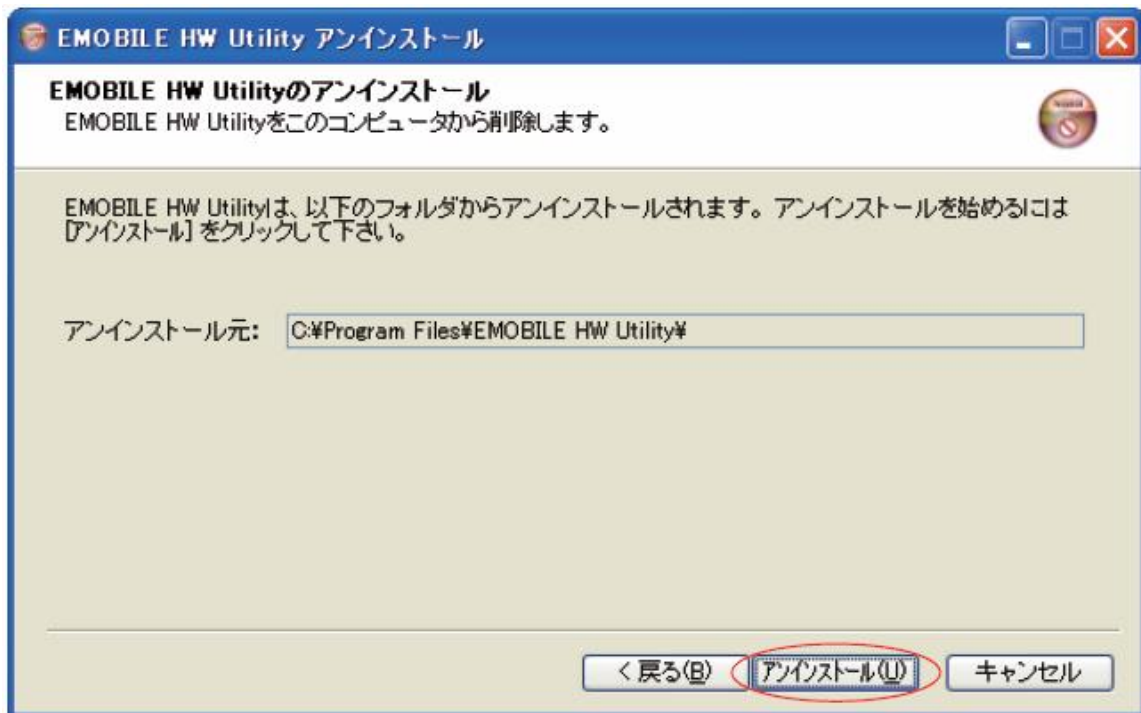 EMOBILE HW Utility アンインストール
EMOBILE HW Utilityのアンインストール
EMOBILE HW Utilityをこのコンピュータから削除します。
EMOBILE HW Utilityは、以下のフォルダからアンインストールされます。アンインストールを始めるには
[アンインストール] をクリックして下さい。
アンインストール元: C:¥Program Files¥EMOBILE HW Utility¥
< 戻る(B) アンインストール(U) キャンセル